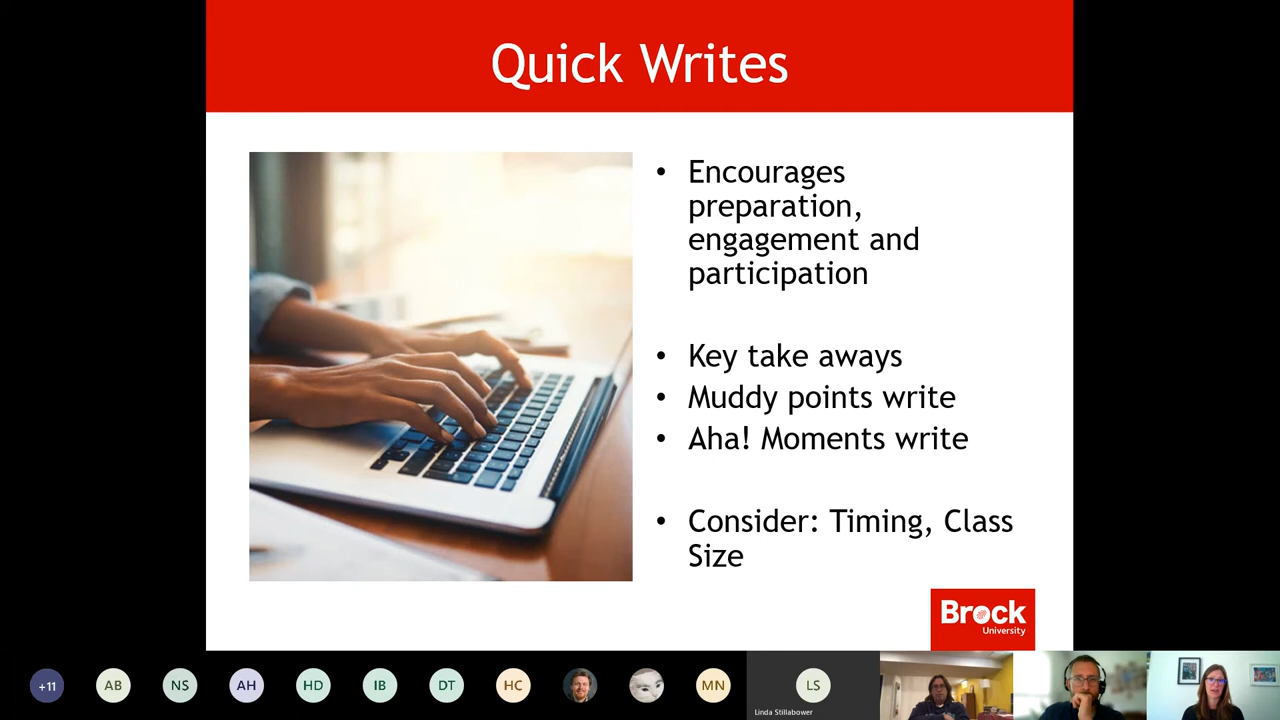 Quick Writes
• Encourages
preparation,
engagement and
participation
• Key take aways
• Muddy points write
• Aha! Moments write
• Consider: Timing, Class
Size
Brock
University
+11
AB
NS
AH
HD
IB
DT
HC
MN
LS
Linda Stillabower